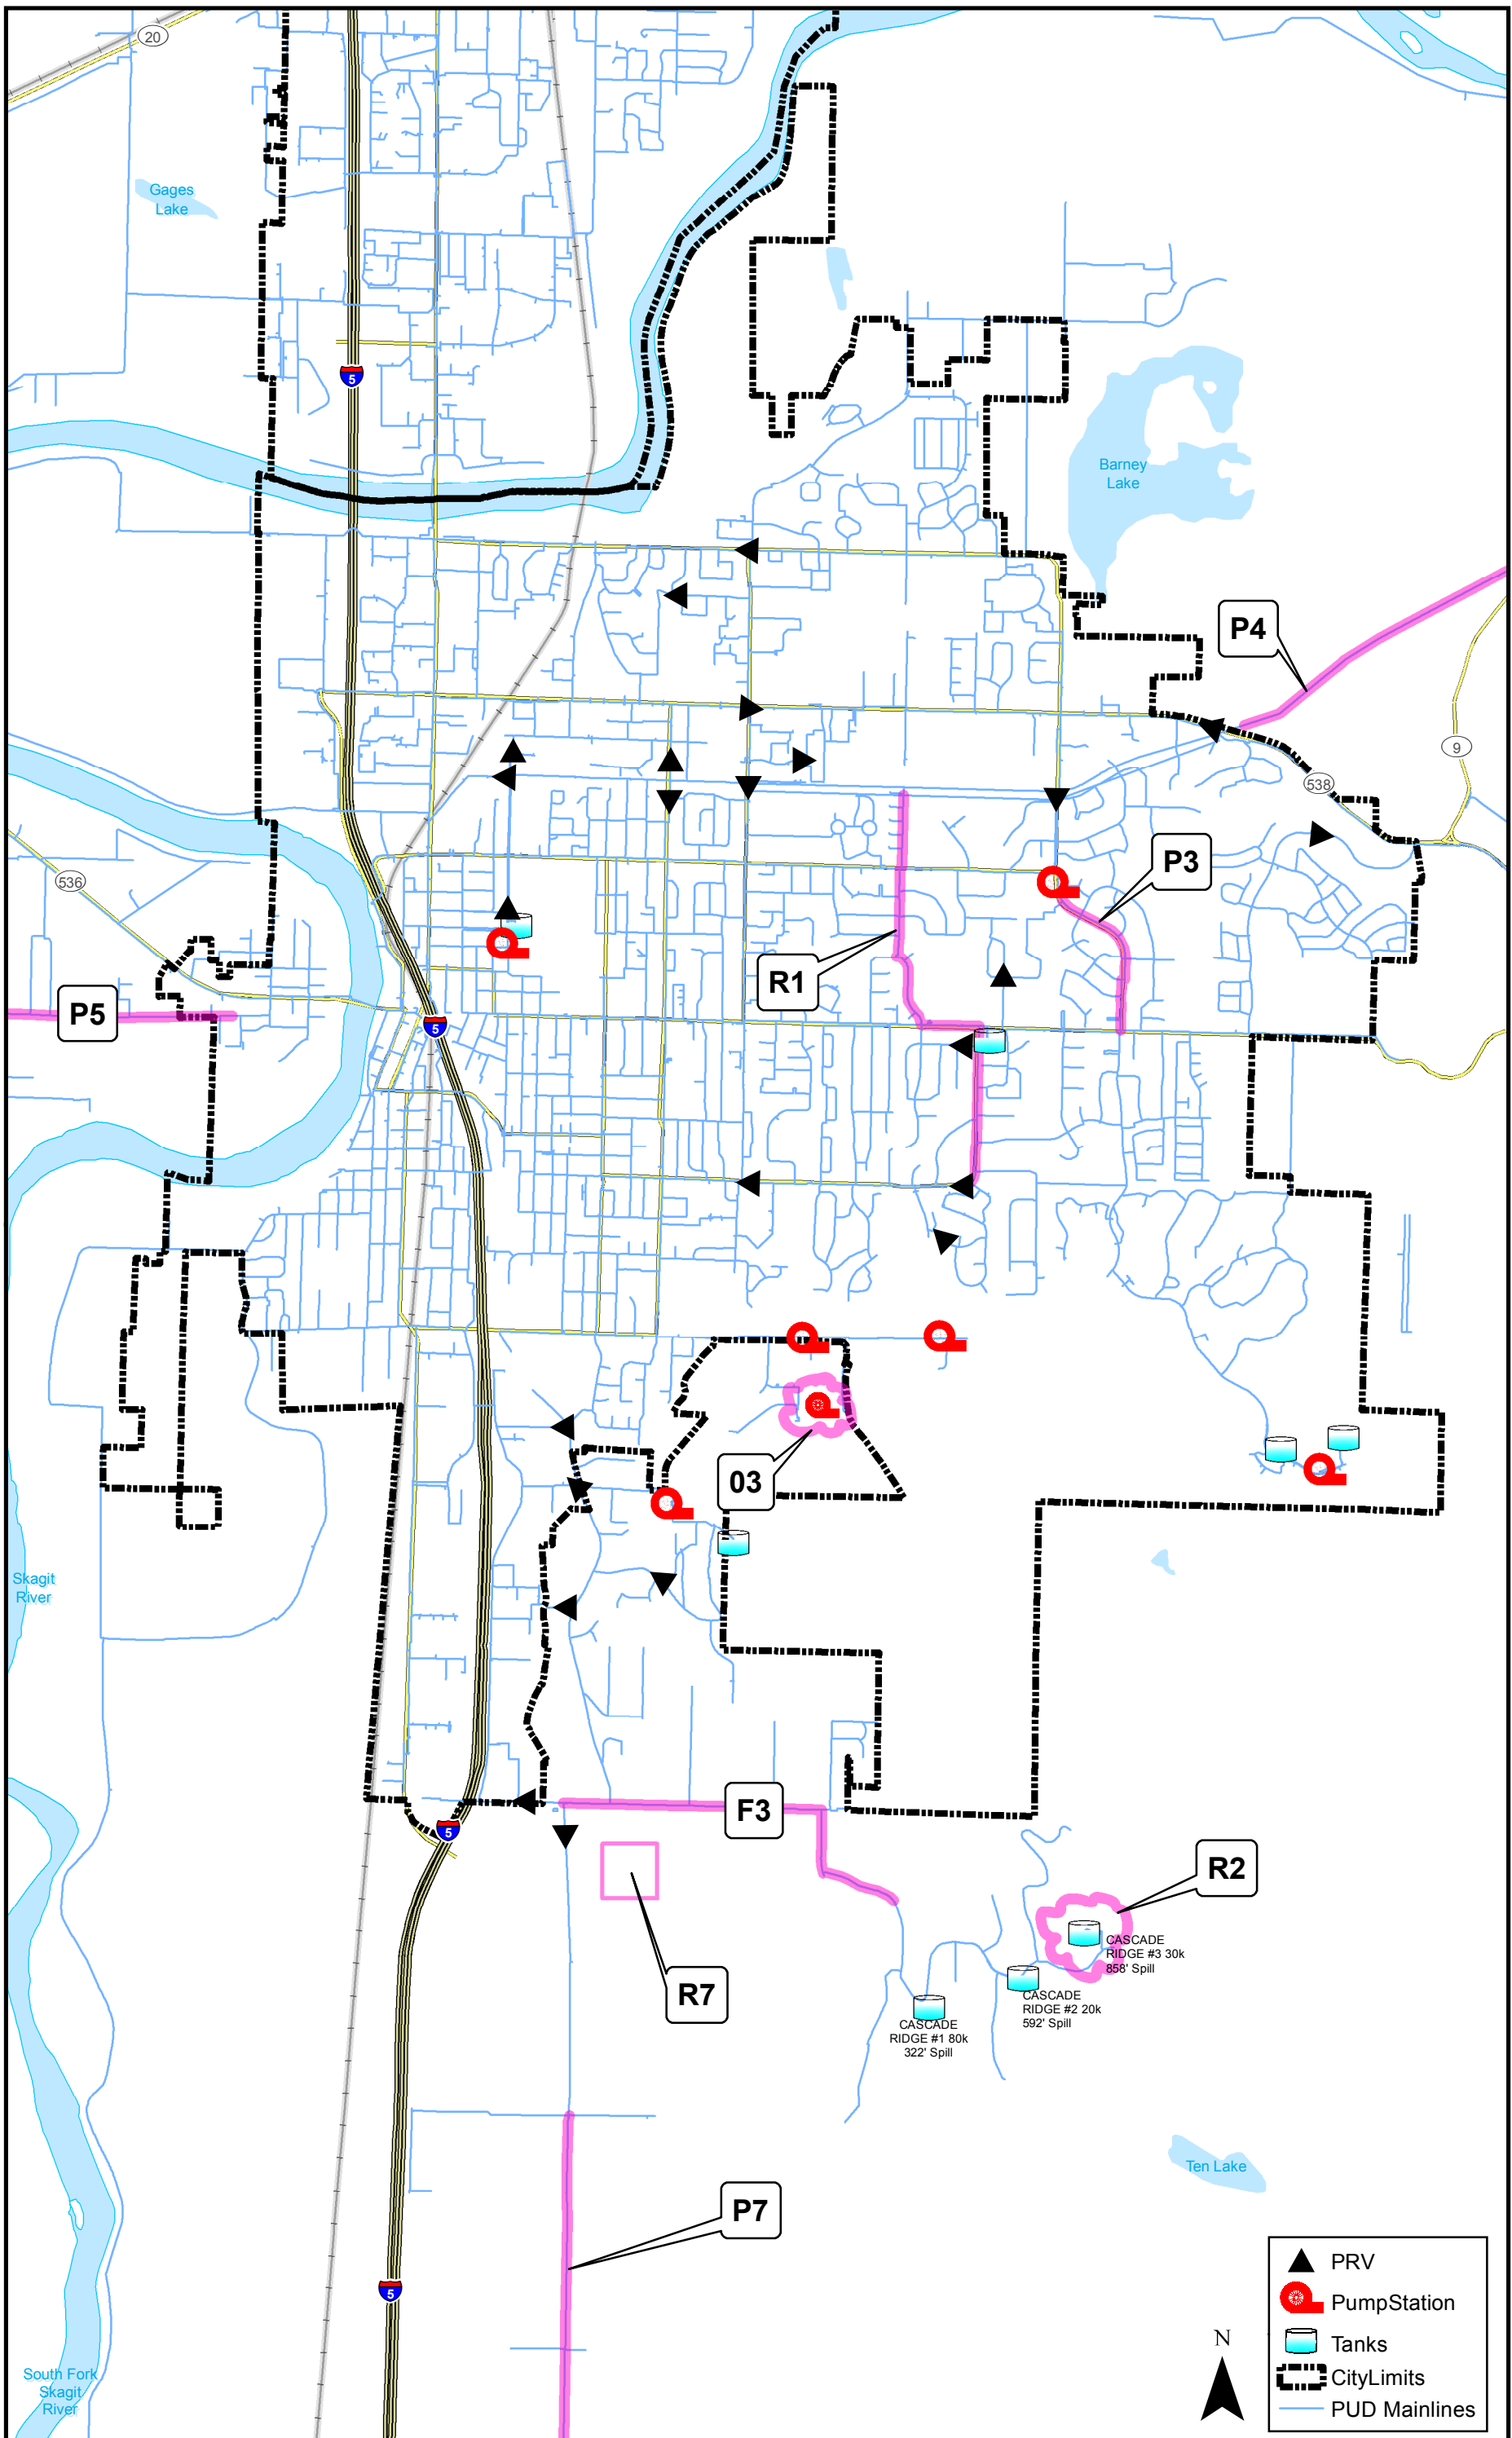 20
Gages
Lake
5
Barney
Lake
P4
9
538
P3
536
R1
P5
5
03
Skagit
River
F3
5
R2
CASCADE
RIDGE #3 30k
858' Spill
R7
CASCADE
RIDGE #2 20k
592' Spill
CASCADE
RIDGE #1 80k
322' Spill
Ten Lake
P7
5
South Fork
Skagit
River
N
PRV
PumpStation
Tanks
CityLimits
PUD Mainlines